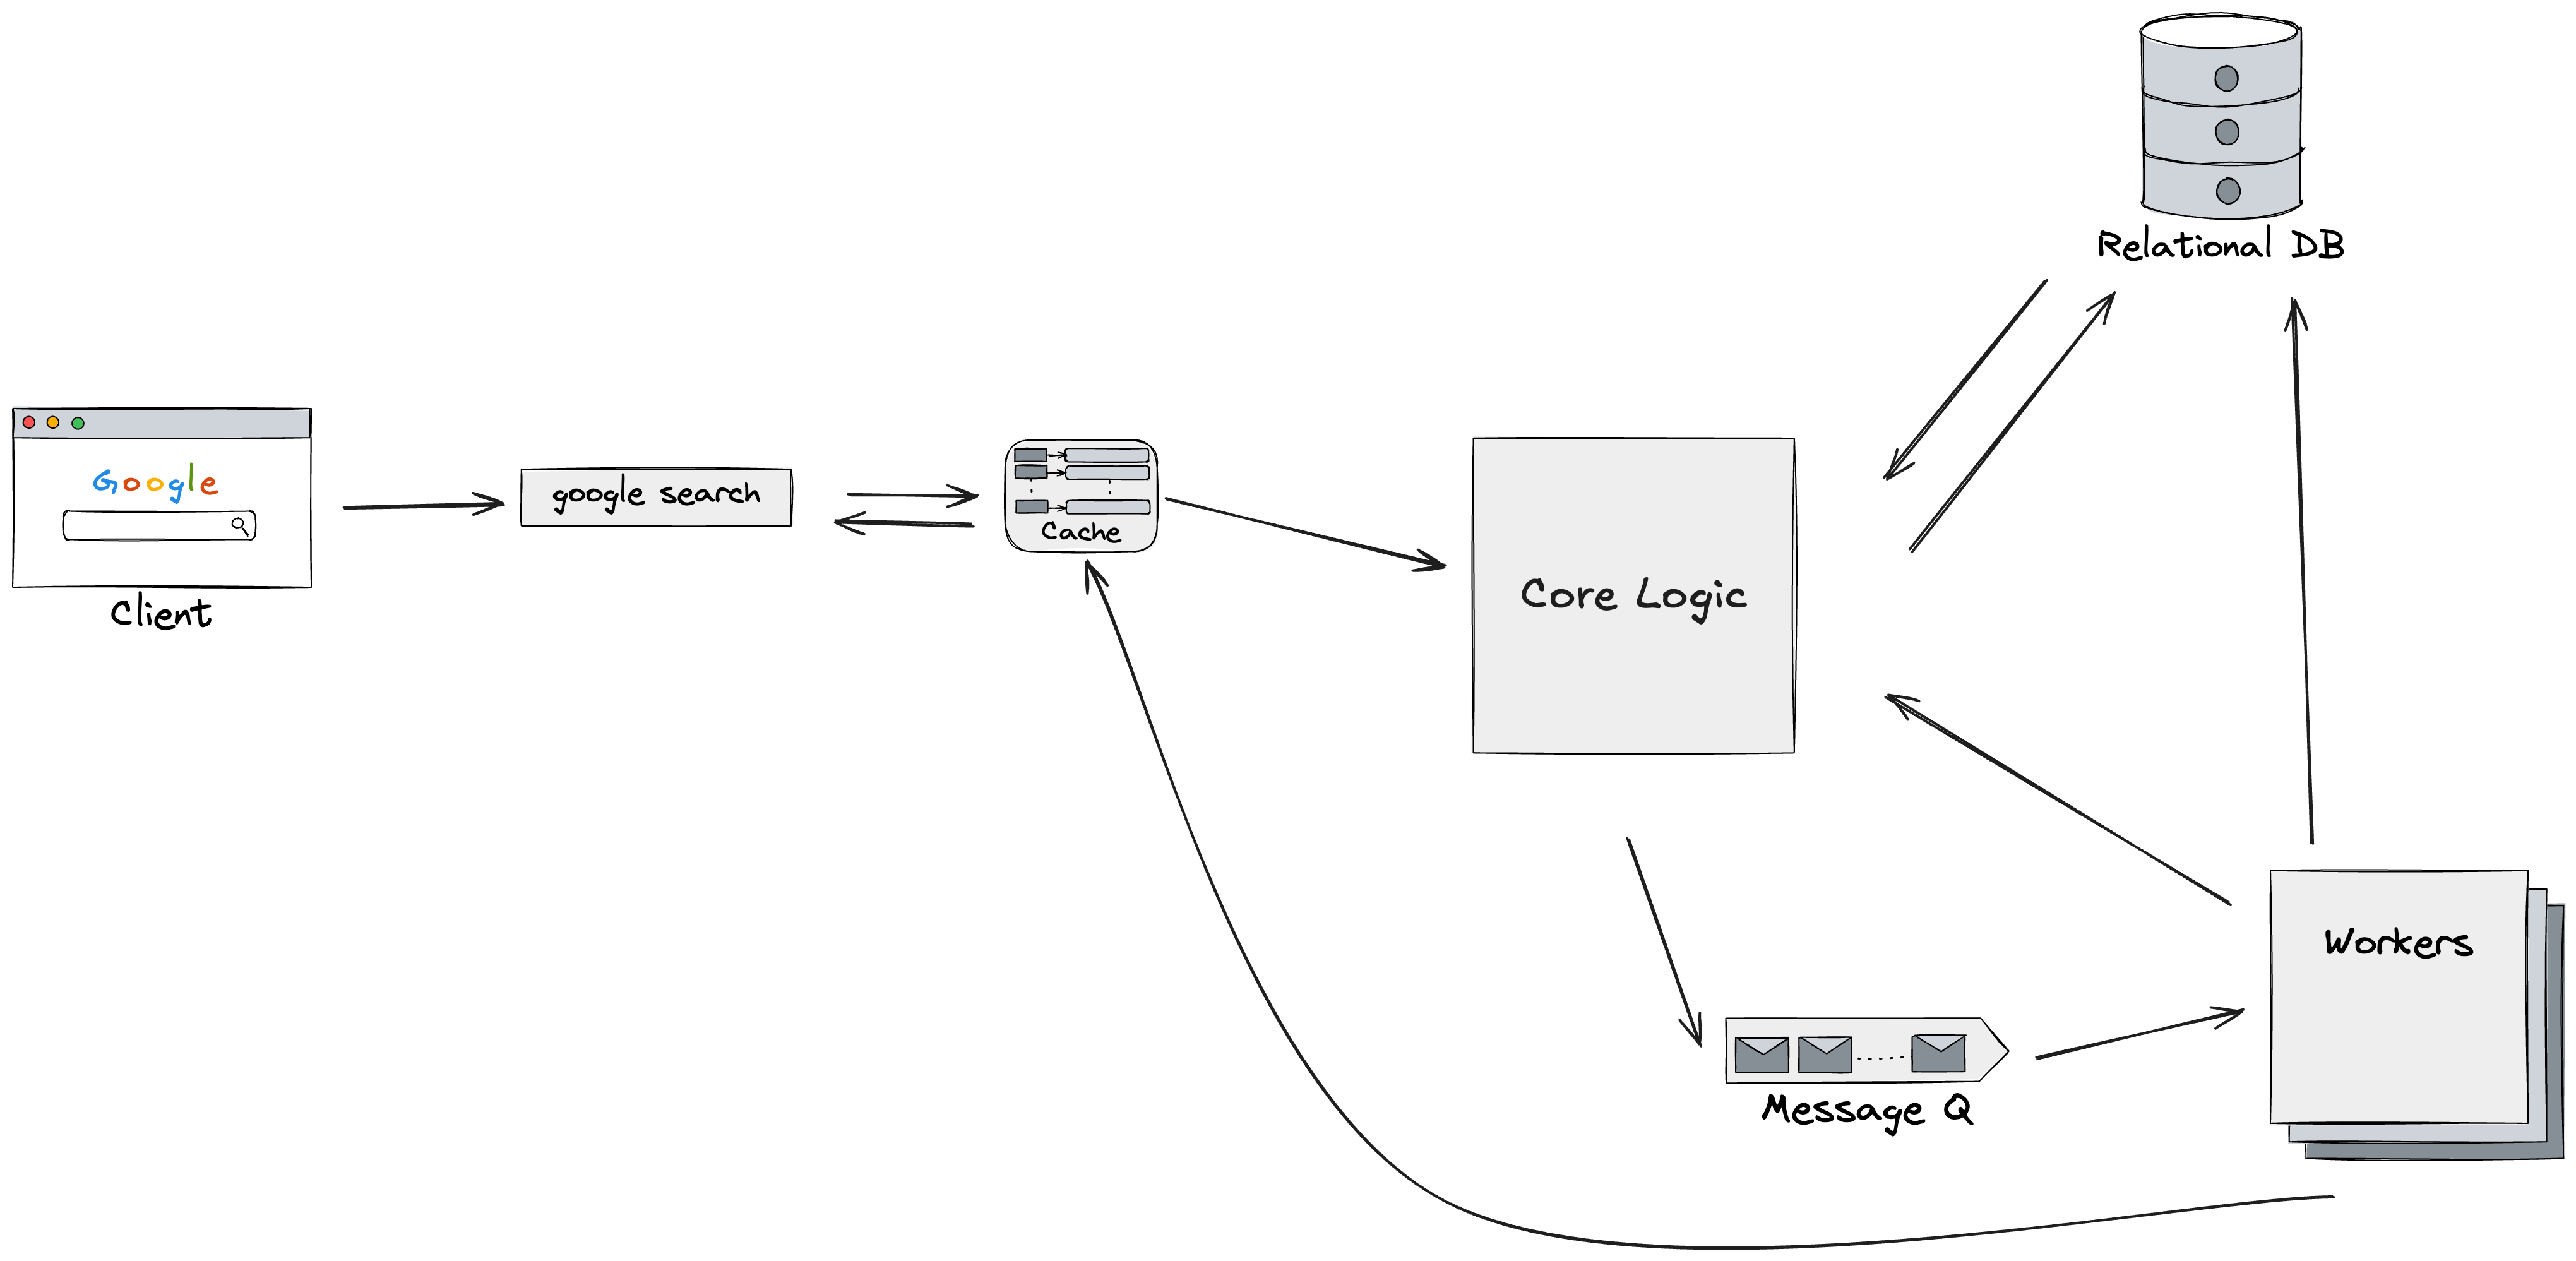 Relational DB
Google
google search
Cache
Client
Core Logic
Workers
Message Q